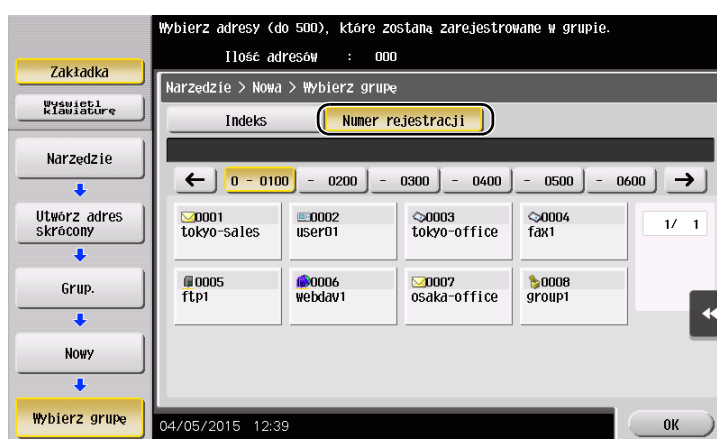 Wybierz adresy (do 500), które zostaną zarejestrowane w grupie.
Ilość adresów : 000
Zakładka
Wyświetl
klawiaturę
Narzędzie
Utwórz adres
skrócony
Grup.
Nowy
Wybierz grupę
Narzędzie > Nowa > Wybierz grupę
Indeks
Numer rejestracji
← 0 - 0100 - 0200 - 0300 - 0400 - 0500 - 0600 →
0001
tokyo-sales
0002
user01
0003
tokyo-office
0004
fax1
1/ 1
0005
ftp1
0006
webdav1
0007
osaka-office
0008
group1
04/05/2015 12:39
OK